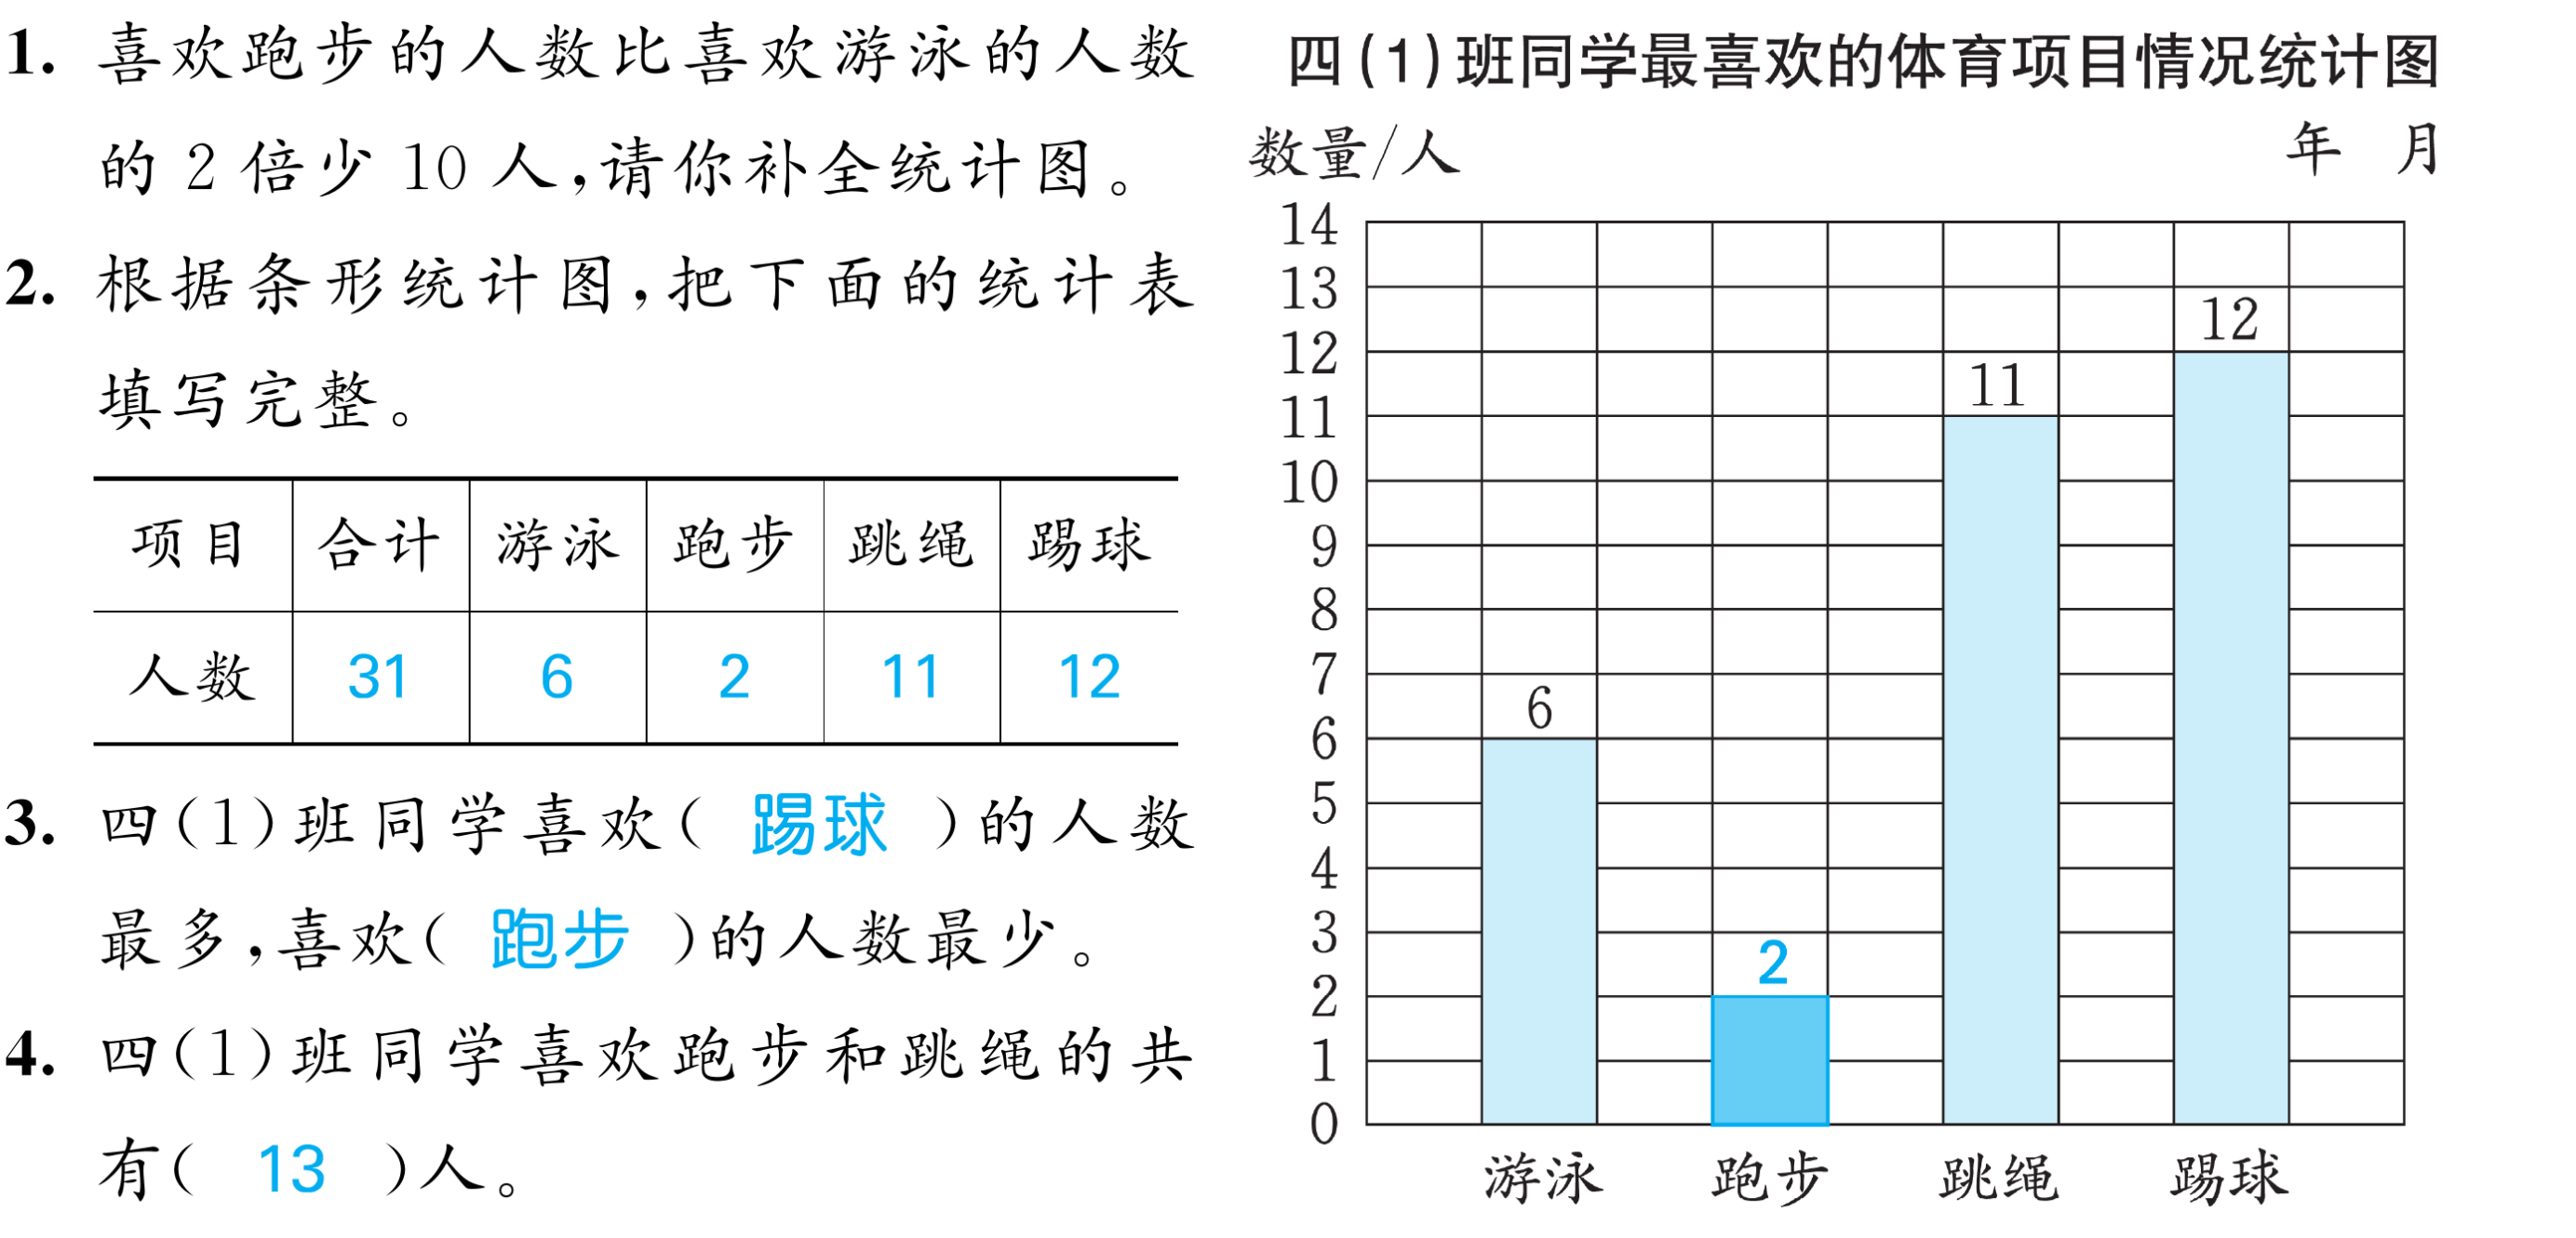 1. 喜欢跑步的人数比喜欢游泳的人数
的 2 倍少 10 人,请你补全统计图。
2. 根据条形统计图,把下面的统计表
填写完整。
项目 合计 游泳 跑步 跳绳 踢球
人数 31 6 2 11 12
3. 四(1)班同学喜欢( 踢球 )的人数
最多,喜欢( 跑步 )的人数最少。
4. 四(1)班同学喜欢跑步和跳绳的共
有( 13 )人。
四(1)班同学最喜欢的体育项目情况统计图
数量/人 年 月
14
13
12
12
11
11
10
9
8
7
6
6
5
4
3
2
2
1
0
游泳 跑步 跳绳 踢球